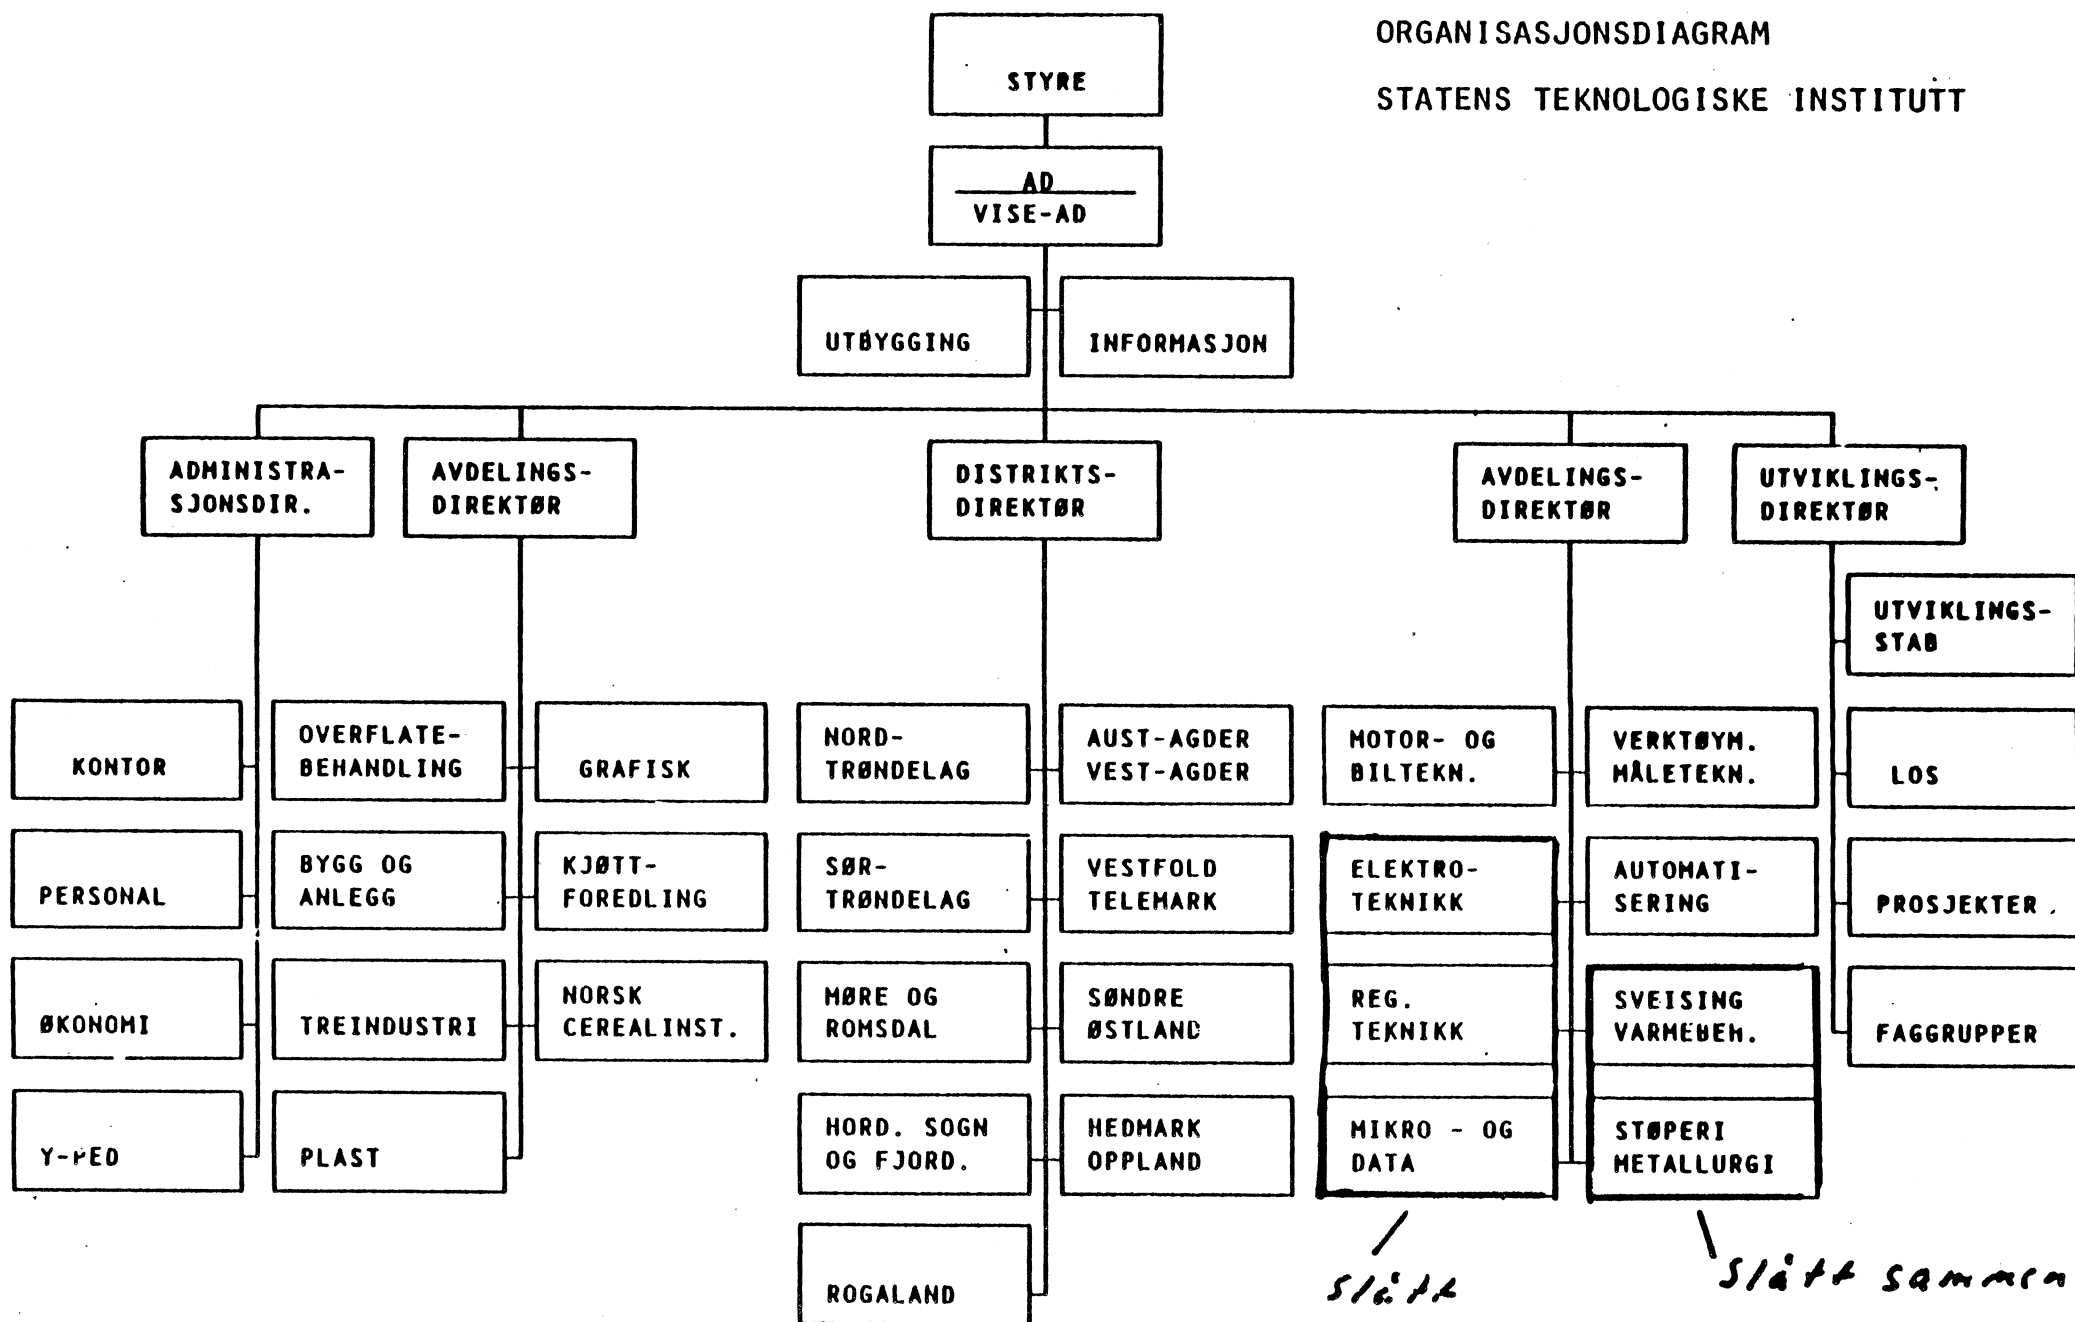 ORGANISASJONSDIAGRAM
STATENS TEKNOLOGISKE INSTITUTT
STYRE
AD
VISE-AD
UTBYGGING
INFORMASJON
ADMINISTRA-
SJONSDIR.
AVDELINGS-
DIREKTØR
DISTRIKTS-
DIREKTØR
AVDELINGS-
DIREKTØR
UTVIKLINGS-
DIREKTØR
UTVIKLINGS-
STAB
KONTOR
OVERFLATE-
BEHANDLING
GRAFISK
NORD-
TRØNDELAG
AUST-AGDER
VEST-AGDER
MOTOR- OG
BILTEKN.
VERKTØYM.
MÅLETEKN.
LOS
PERSONAL
BYGG OG
ANLEGG
KJØTT-
FOREDLING
SØR-
TRØNDELAG
VESTFOLD
TELEMARK
ELEKTRO-
TEKNIKK
AUTOMATI-
SERING
PROSJEKTER
ØKONOMI
TREINDUSTRI
NORSK
CEREALINST.
MØRE OG
ROMSDAL
SØNDRE
ØSTLAND
REG.
TEKNIKK
SVEISING
VARMEBEH.
FAGGRUPPER
Y-PED
PLAST
HORD. SOGN
OG FJORD.
HEDMARK
OPPLAND
MIKRO - OG
DATA
STØPERI
METALLURGI
ROGALAND
slått
slått sammen